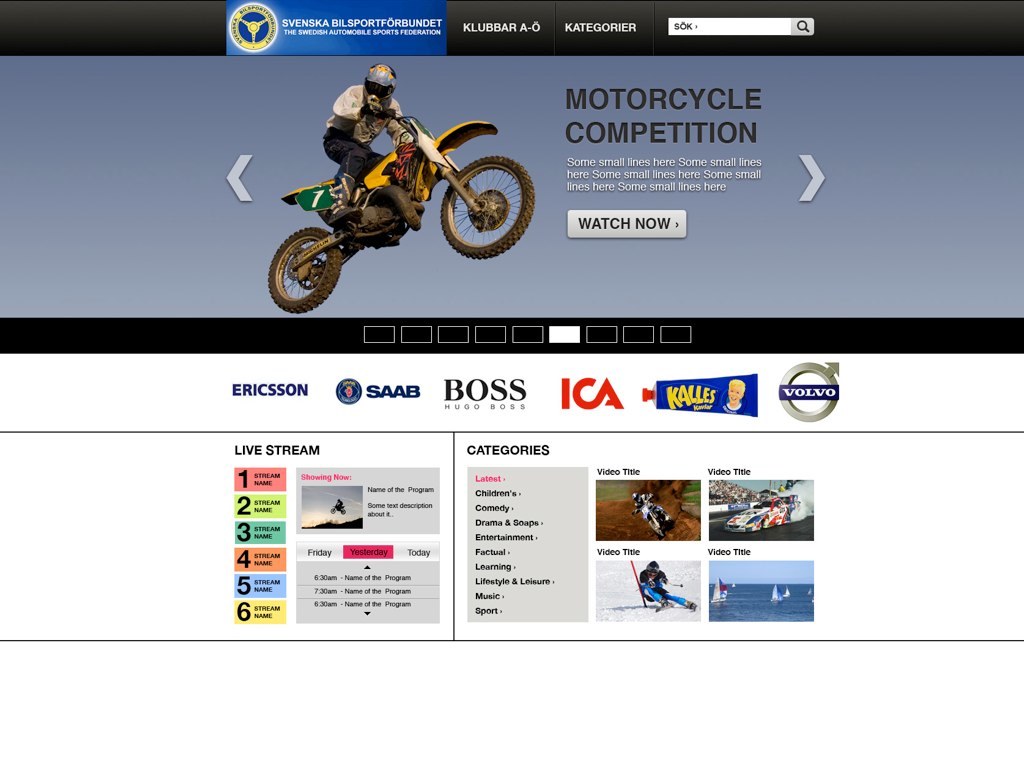 SVENSKA BILSPORTFÖRBUNDET
THE SWEDISH AUTOMOBILE SPORTS FEDERATION
KLUBBAR A-Ö
KATEGORIER
SÖK ›
MOTORCYCLE
COMPETITION
Some small lines here Some small lines
here Some small lines here Some small
lines here Some small lines here
WATCH NOW ›
1
ERICSSON
SAAB
BOSS
HUGO BOSS
ICA
KALLES
Kaviar
VOLVO
LIVE STREAM
1 STREAM
NAME
2 STREAM
NAME
3 STREAM
NAME
4 STREAM
NAME
5 STREAM
NAME
6 STREAM
NAME
Showing Now:
Name of the Program
Some text description
about it..
Friday Yesterday Today
6:30am - Name of the Program
7:30am - Name of the Program
6:30am - Name of the Program
CATEGORIES
Latest ›
Children's ›
Comedy ›
Drama & Soaps ›
Entertainment ›
Factual ›
Learning ›
Lifestyle & Leisure ›
Music ›
Sport ›
Video Title
Video Title
Video Title
Video Title